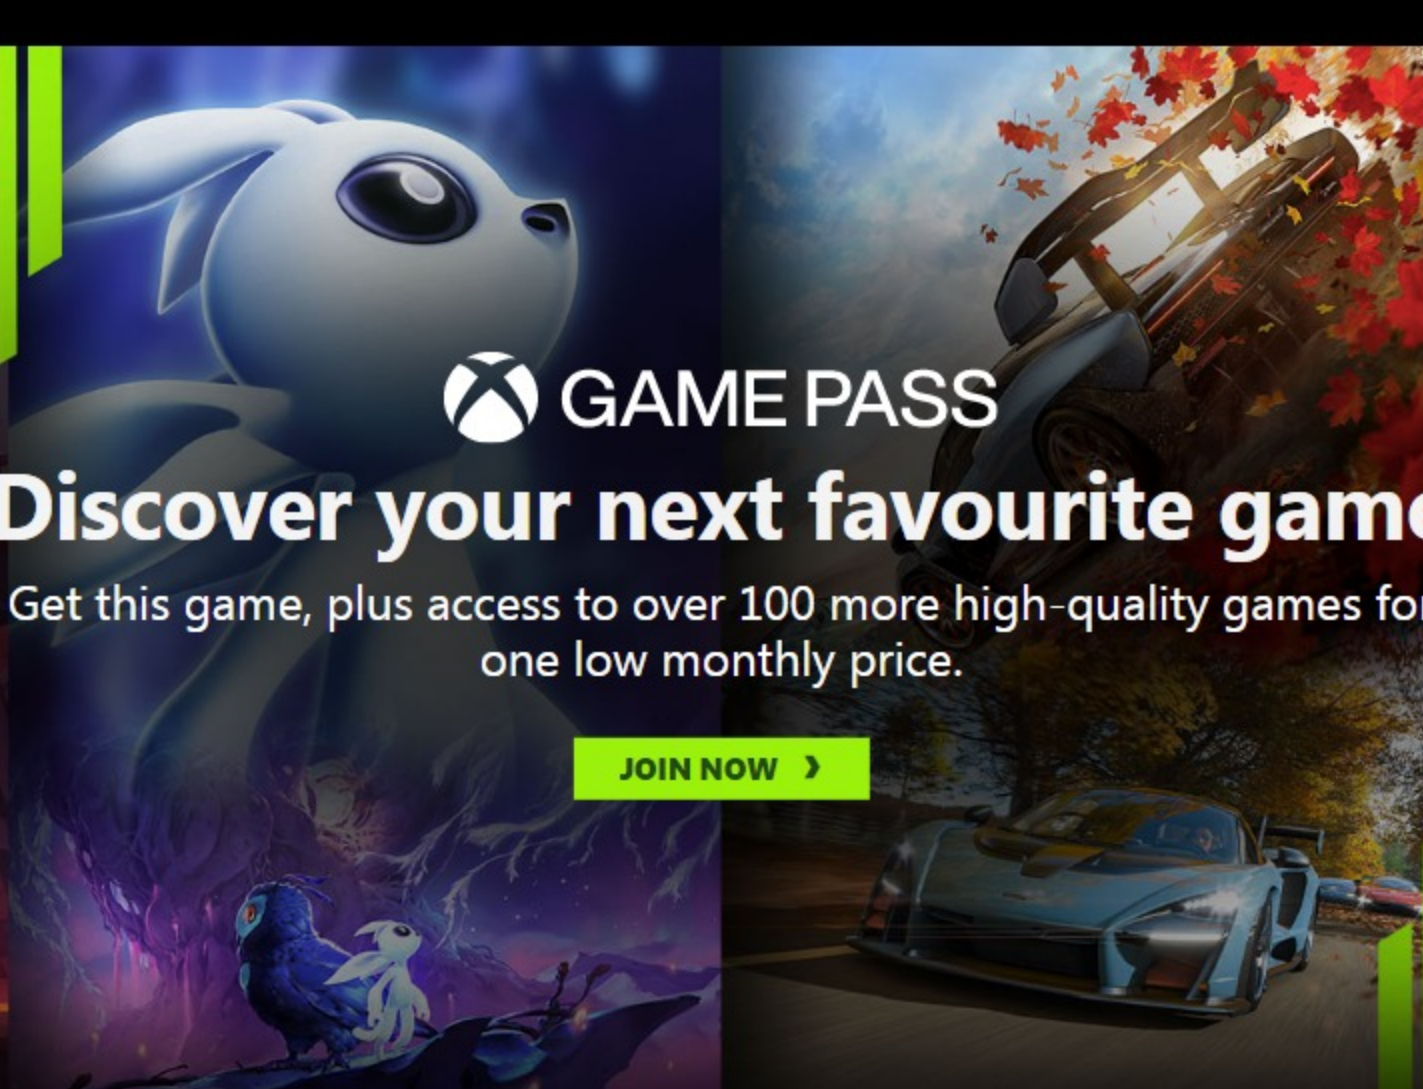 GAME PASS
Discover your next favourite game
Get this game, plus access to over 100 more high-quality games for
one low monthly price.
JOIN NOW ❯